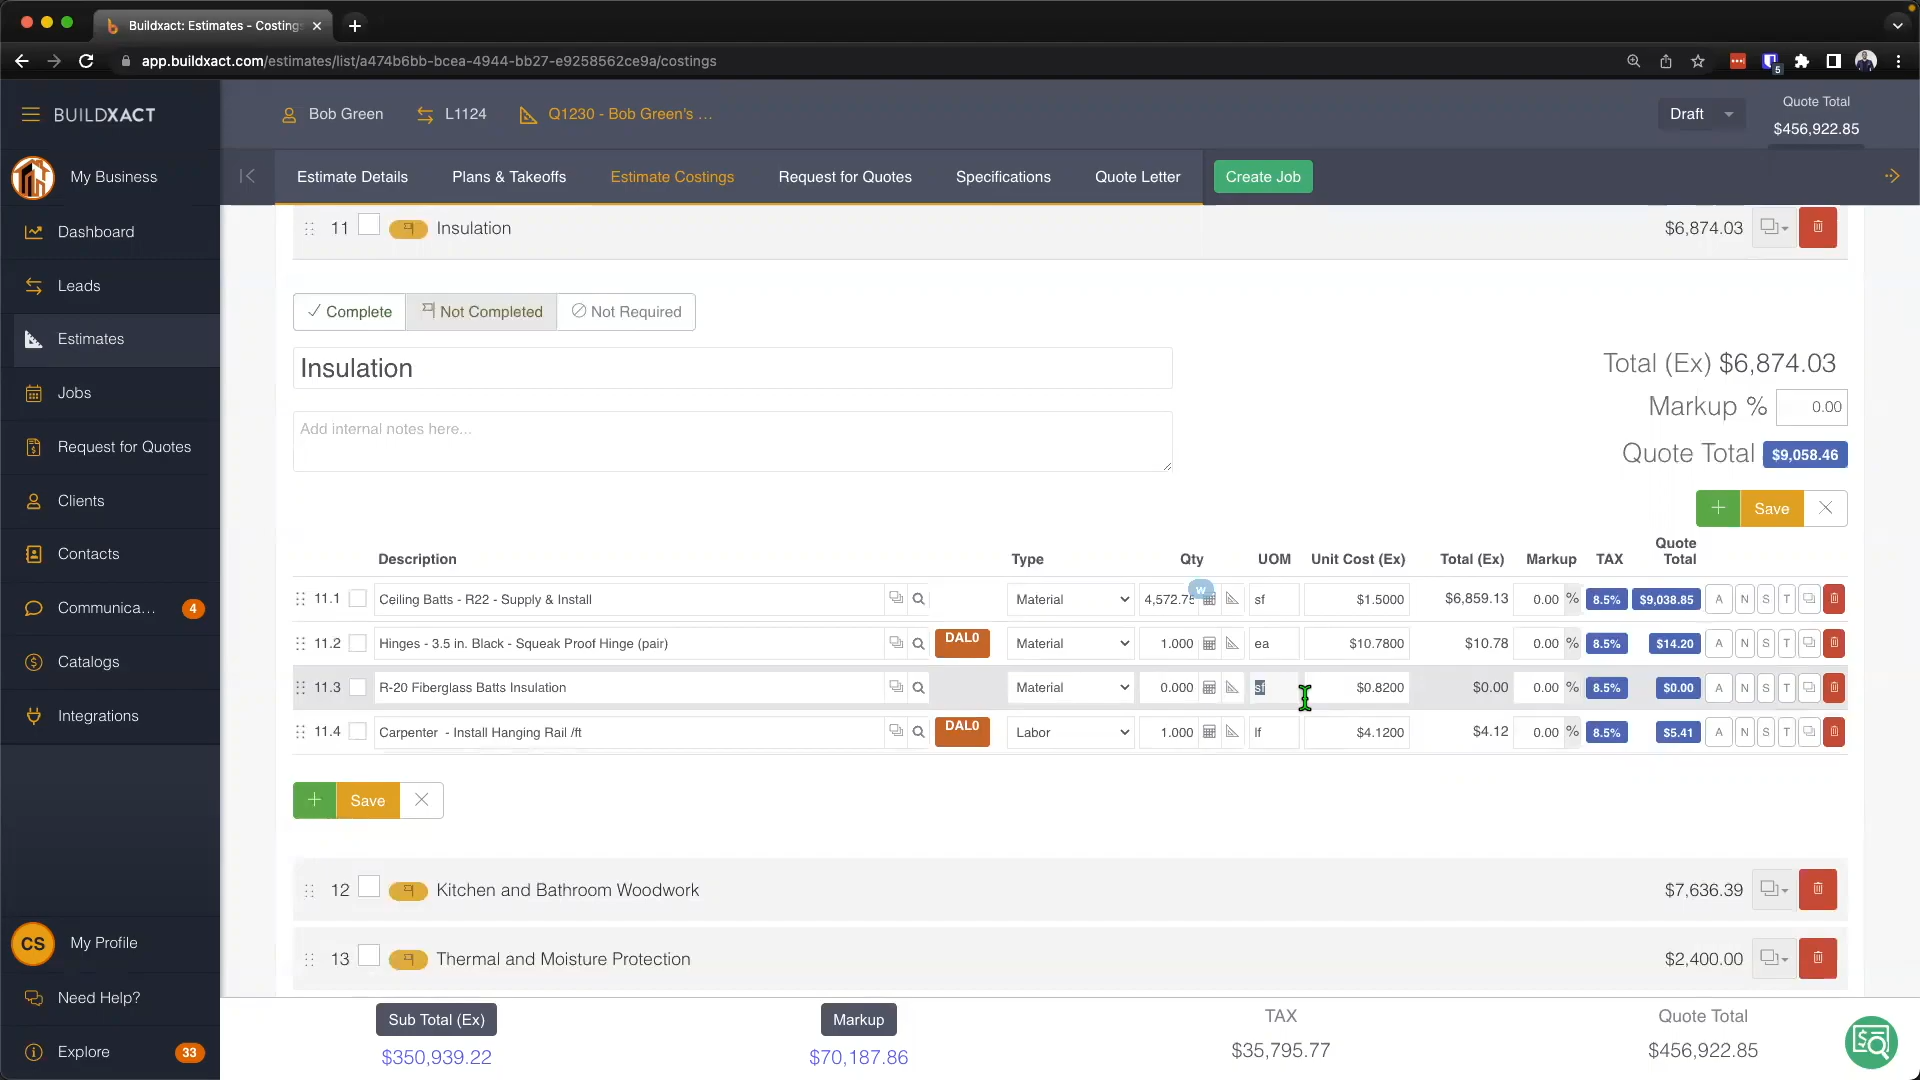 Buildxact: Estimates - Costing
app.buildxact.com/estimates/list/a474b6bb-bcea-4944-bb27-e9258562ce9a/costings
5
BUILDXACT
Bob Green
L1124
Q1230 - Bob Green's ...
Draft
Quote Total
$456,922.85
My Business
Estimate Details
Plans & Takeoffs
Estimate Costings
Request for Quotes
Specifications
Quote Letter
Create Job
Dashboard
Leads
Estimates
Jobs
Request for Quotes
Clients
Contacts
Communica... 4
Catalogs
Integrations
CS My Profile
Need Help?
Explore 33
11 Insulation $6,874.03
Complete Not Completed Not Required
Insulation
Add internal notes here...
Total (Ex) $6,874.03
Markup % 0.00
Quote Total $9,058.46
+ Save
Description Type Qty UOM Unit Cost (Ex) Total (Ex) Markup TAX Quote Total
11.1 Ceiling Batts - R22 - Supply & Install Material 4,572.75 w sf $1.5000 $6,859.13 0.00 % 8.5% $9,038.85 A N S T
11.2 Hinges - 3.5 in. Black - Squeak Proof Hinge (pair) DAL0 Material 1.000 ea $10.7800 $10.78 0.00 % 8.5% $14.20 A N S T
11.3 R-20 Fiberglass Batts Insulation Material 0.000 sf $0.8200 $0.00 0.00 % 8.5% $0.00 A N S T
11.4 Carpenter - Install Hanging Rail /ft DAL0 Labor 1.000 lf $4.1200 $4.12 0.00 % 8.5% $5.41 A N S T
+ Save
12 Kitchen and Bathroom Woodwork $7,636.39
13 Thermal and Moisture Protection $2,400.00
Sub Total (Ex) Markup TAX Quote Total
$350,939.22 $70,187.86 $35,795.77 $456,922.85